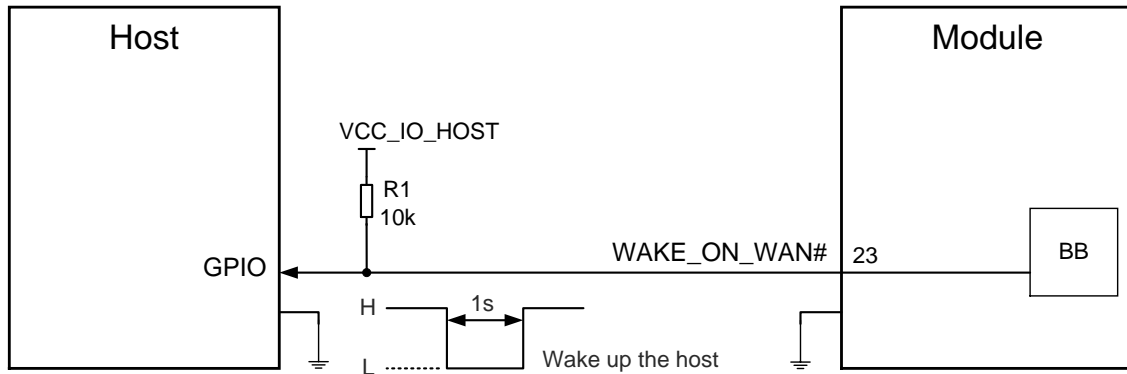 Host
Module
VCC_IO_HOST
R1
10k
GPIO
WAKE_ON_WAN#
23
BB
H
1s
L
Wake up the host